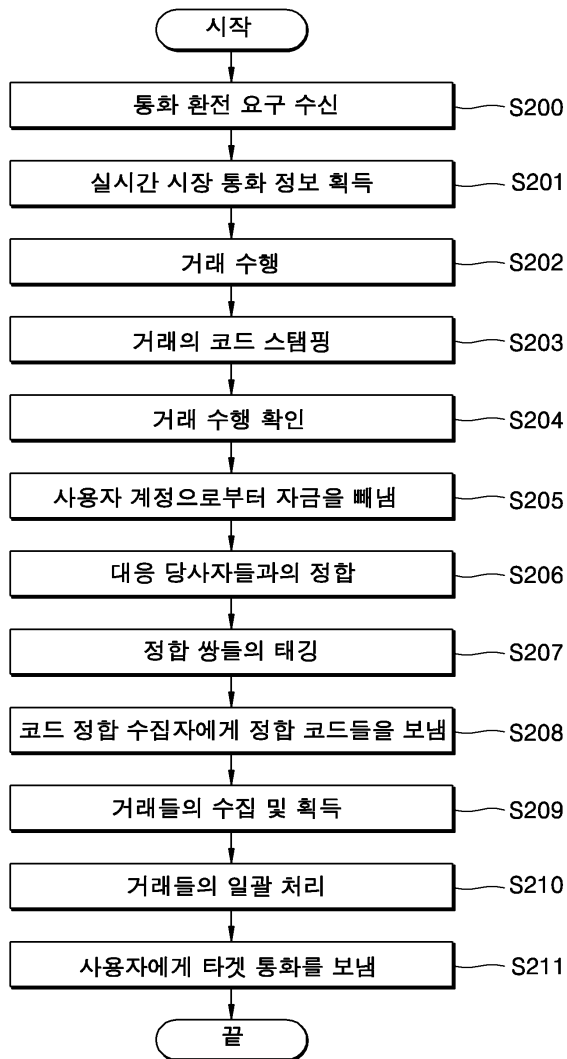 시작
통화 환전 요구 수신 S200
실시간 시장 통화 정보 획득 S201
거래 수행 S202
거래의 코드 스탬핑 S203
거래 수행 확인 S204
사용자 계정으로부터 자금을 빼냄 S205
대응 당사자들과의 정합 S206
정합 쌍들의 태깅 S207
코드 정합 수집자에게 정합 코드들을 보냄 S208
거래들의 수집 및 획득 S209
거래들의 일괄 처리 S210
사용자에게 타겟 통화를 보냄 S211
끝